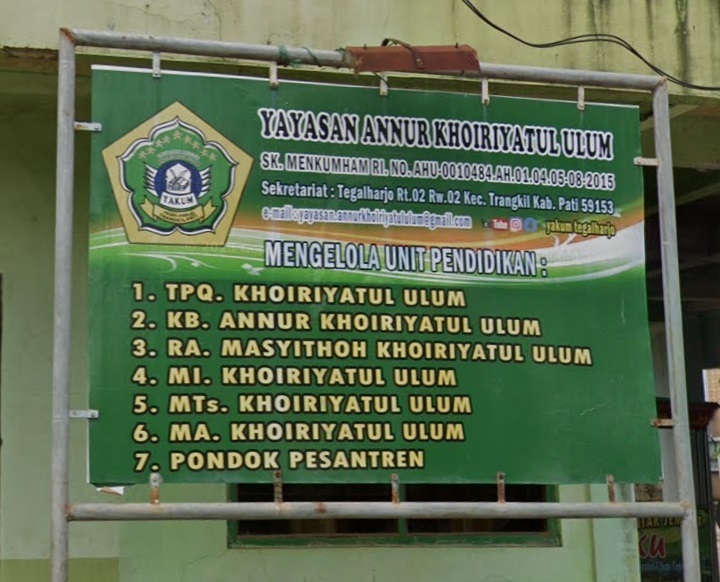 YAYASAN ANNUR KHOIRIYATUL ULUM
SK. MENKUMHAM RI. NO. AHU-0010484.AH.01.04.05-08-2015
Sekretariat : Tegalharjo Rt.02 Rw.02 Kec. Trangkil Kab. Pati 59153
e-mail : yayasan.annurkhoiriyatululum@gmail.com Tube yakum tegalharjo
YAKUM
MENGELOLA UNIT PENDIDIKAN :
1. TPQ. KHOIRIYATUL ULUM
2. KB. ANNUR KHOIRIYATUL ULUM
3. RA. MASYITHOH KHOIRIYATUL ULUM
4. MI. KHOIRIYATUL ULUM
5. MTs. KHOIRIYATUL ULUM
6. MA. KHOIRIYATUL ULUM
7. PONDOK PESANTREN